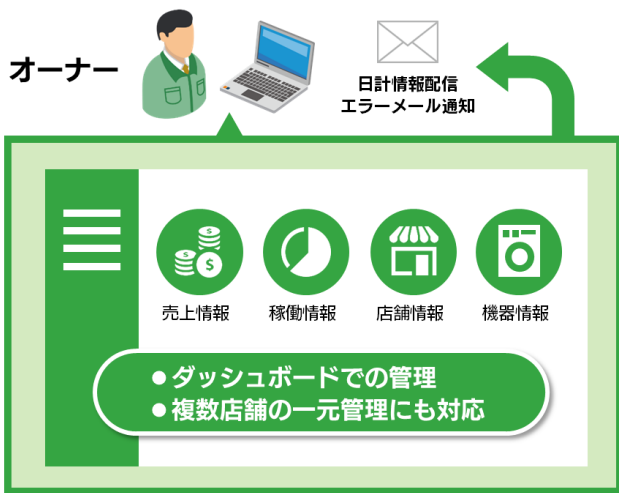 オーナー
日計情報配信
エラーメール通知
売上情報
稼働情報
店舗情報
機器情報
●ダッシュボードでの管理
●複数店舗の一元管理にも対応